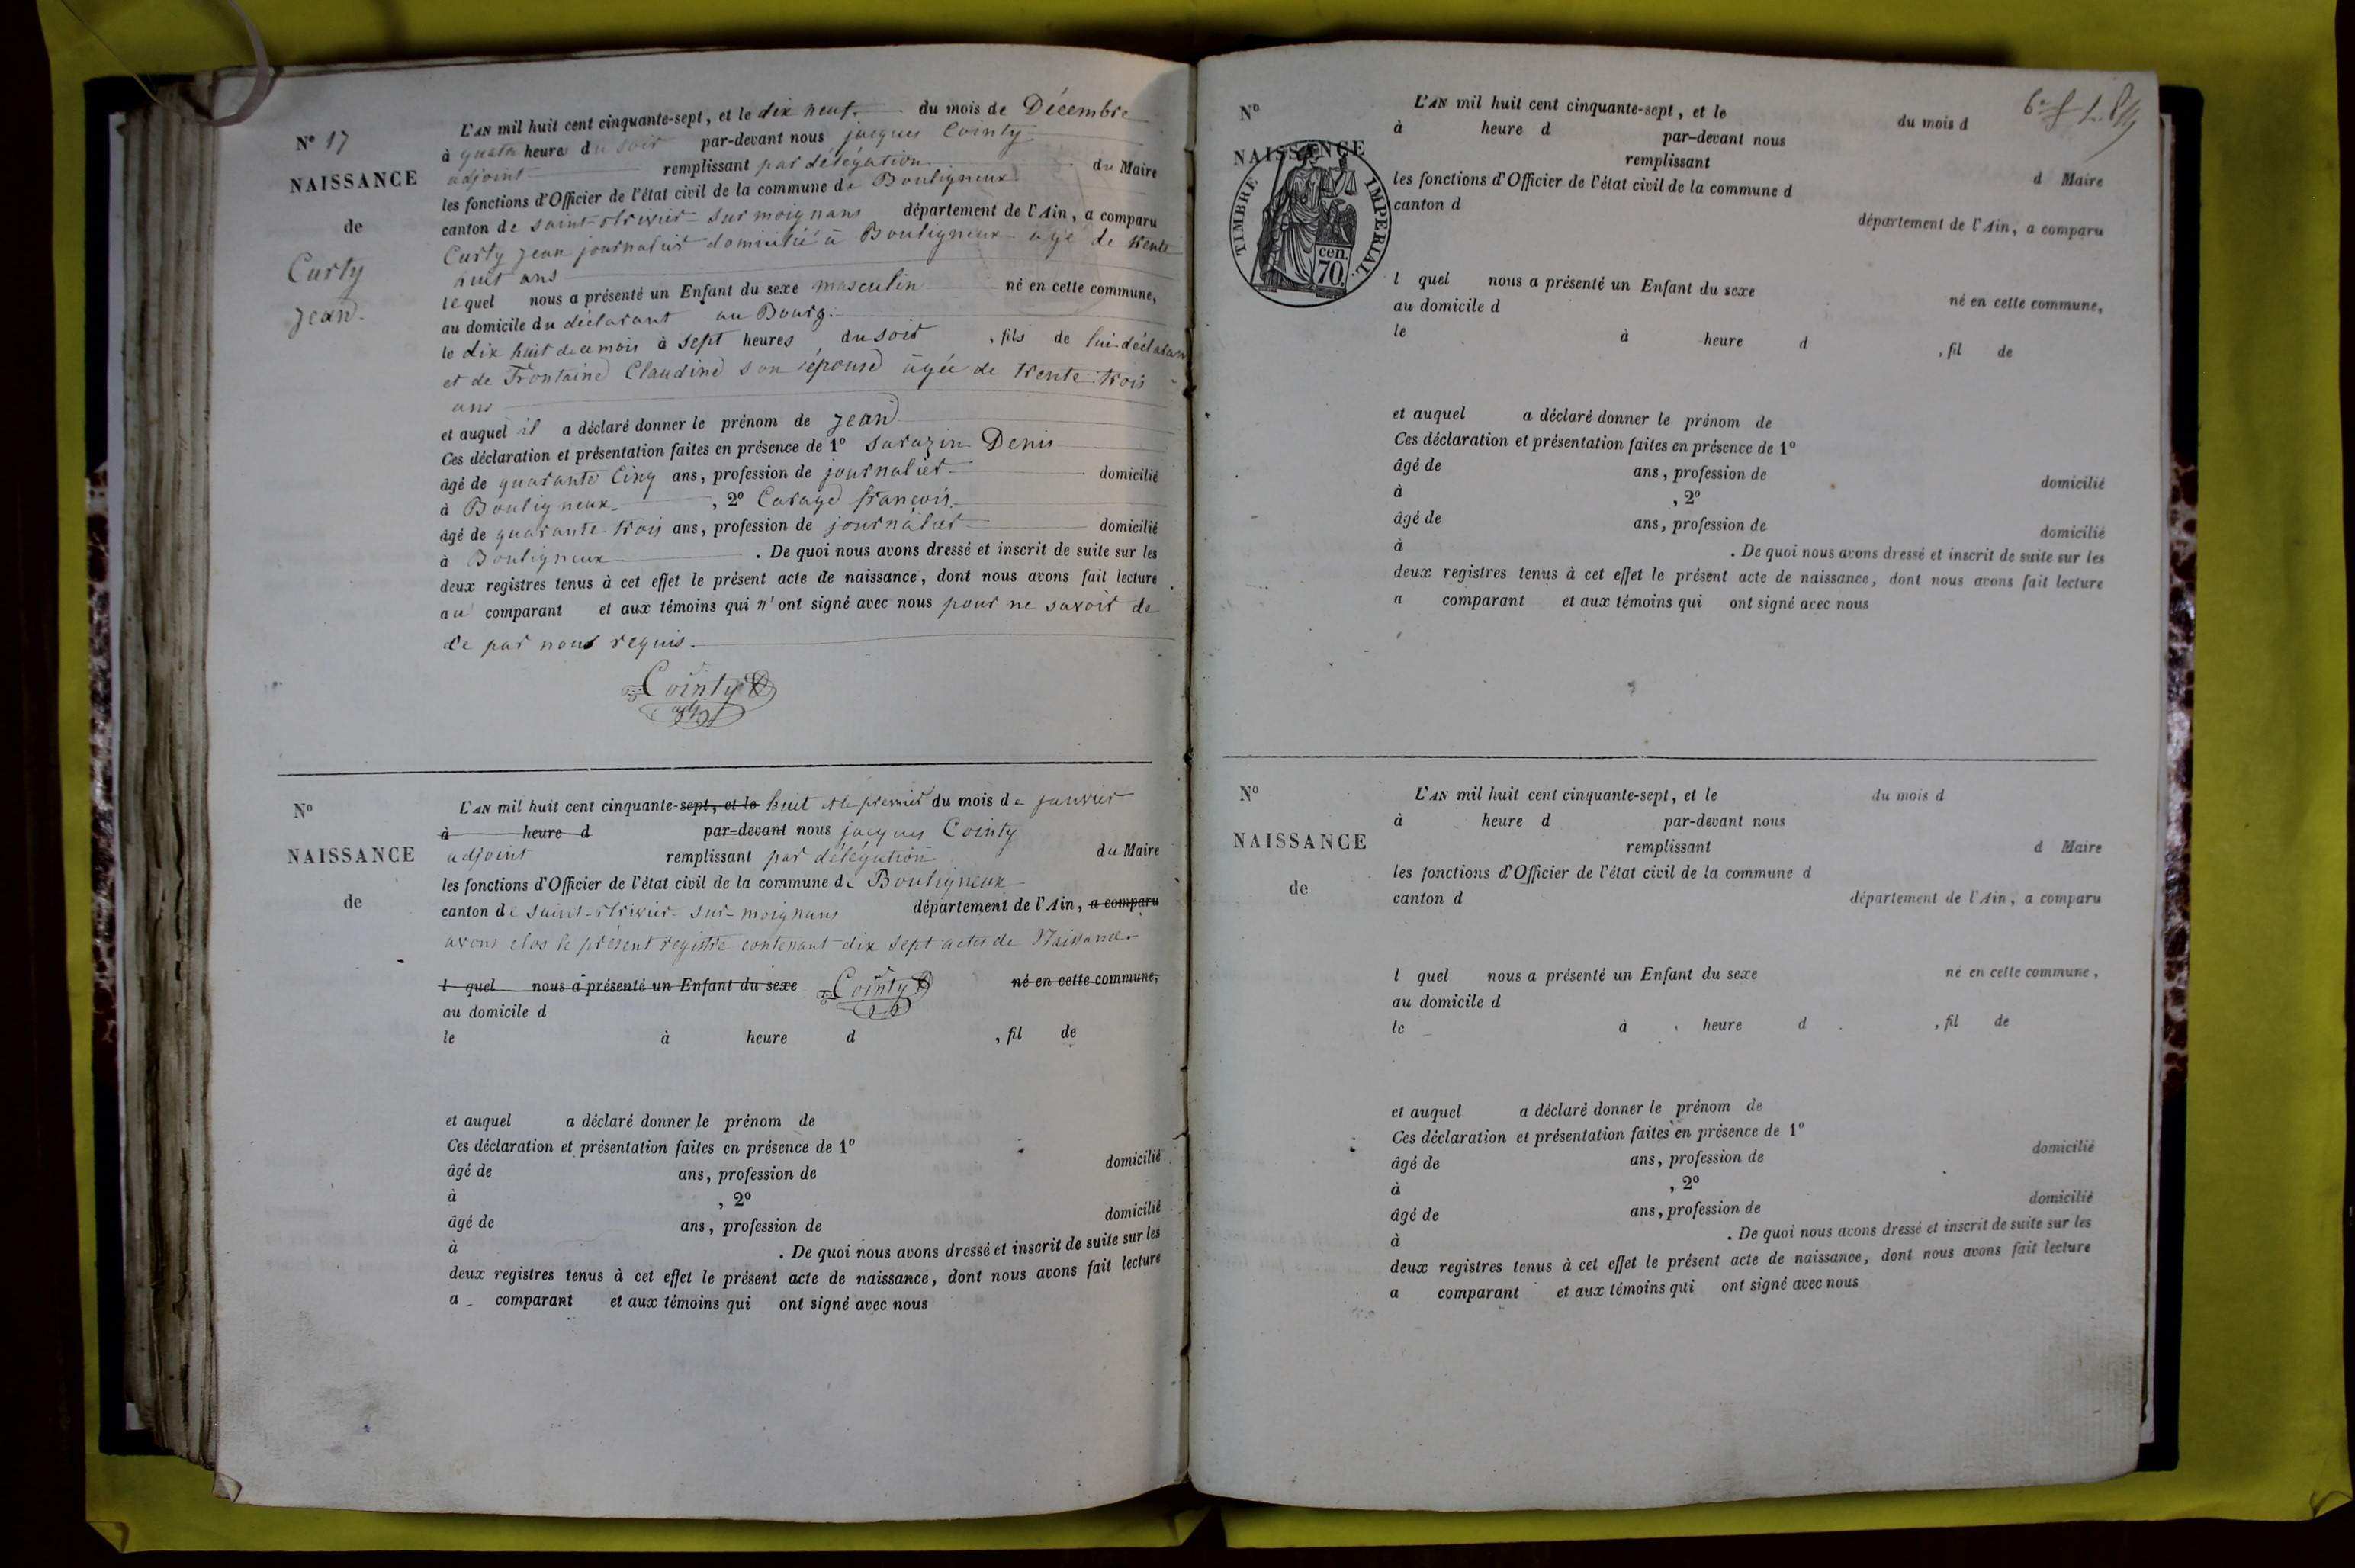 N° 17
NAISSANCE
de
Curty
Jean.
L'AN mil huit cent cinquante-sept, et le dix neuf du mois de Décembre
à quatre heures du soir par-devant nous jacques Cointy
adjoint remplissant par délégation du Maire
les fonctions d'Officier de l'état civil de la commune de Bouligneux
canton de saint-trivier-sur moignans département de l'Ain, a comparu
Curty jean journalier domicilié à Bouligneux âgé de trente
huit ans
lequel nous a présenté un Enfant du sexe masculin né en cette commune,
au domicile du déclarant au Bourg.
le dix huit de ce mois à sept heures du soir, fils de lui déclarant
et de Frontaine Claudine son épouse âgée de trente trois
ans
et auquel il a déclaré donner le prénom de Jean
Ces déclaration et présentation faites en présence de 1° Sarazin Denis
âgé de quarante cinq ans, profession de journalier domicilié
à Bouligneux, 2° Carage françois.
âgé de quarante trois ans, profession de journalier domicilié
à Bouligneux. De quoi nous avons dressé et inscrit de suite sur les
deux registres tenus à cet effet le présent acte de naissance, dont nous avons fait lecture
au comparant et aux témoins qui n'ont signé avec nous pour ne savoir de
ce par nous requis.
Cointy
adj
N°
NAISSANCE
de
L'AN mil huit cent cinquante-sept, et le huit et le premier du mois de janvier
à heure d par-devant nous jacques Cointy
adjoint remplissant par délégation du Maire
les fonctions d'Officier de l'état civil de la commune de Bouligneux
canton de saint-trivier-sur-moignans département de l'Ain, a comparu
avons clos le présent registre contenant dix sept actes de Naissance
l quel nous a présenté un Enfant du sexe Cointy né en cette commune,
au domicile d
le à heure d , fil de
et auquel a déclaré donner le prénom de
Ces déclaration et présentation faites en présence de 1°
âgé de ans, profession de domicilié
à , 2°
âgé de ans, profession de domicilié
à . De quoi nous avons dressé et inscrit de suite sur les
deux registres tenus à cet effet le présent acte de naissance, dont nous avons fait lecture
a comparant et aux témoins qui ont signé avec nous
N°
NAISSANCE
TIMBRE IMPERIAL.
cen.
70.
L'AN mil huit cent cinquante-sept, et le du mois d
à heure d par-devant nous
remplissant d Maire
les fonctions d'Officier de l'état civil de la commune d
canton d département de l'Ain, a comparu
l quel nous a présenté un Enfant du sexe né en cette commune,
au domicile d
le à heure d , fil de
et auquel a déclaré donner le prénom de
Ces déclaration et présentation faites en présence de 1°
âgé de ans, profession de domicilié
à , 2°
âgé de ans, profession de domicilié
à . De quoi nous avons dressé et inscrit de suite sur les
deux registres tenus à cet effet le présent acte de naissance, dont nous avons fait lecture
a comparant et aux témoins qui ont signé avec nous
N°
NAISSANCE
de
L'AN mil huit cent cinquante-sept, et le du mois d
à heure d par-devant nous
remplissant d Maire
les fonctions d'Officier de l'état civil de la commune d
canton d département de l'Ain, a comparu
l quel nous a présenté un Enfant du sexe né en cette commune,
au domicile d
le à heure d , fil de
et auquel a déclaré donner le prénom de
Ces déclaration et présentation faites en présence de 1°
âgé de ans, profession de domicilié
à , 2°
âgé de ans, profession de domicilié
à . De quoi nous avons dressé et inscrit de suite sur les
deux registres tenus à cet effet le présent acte de naissance, dont nous avons fait lecture
a comparant et aux témoins qui ont signé avec nous